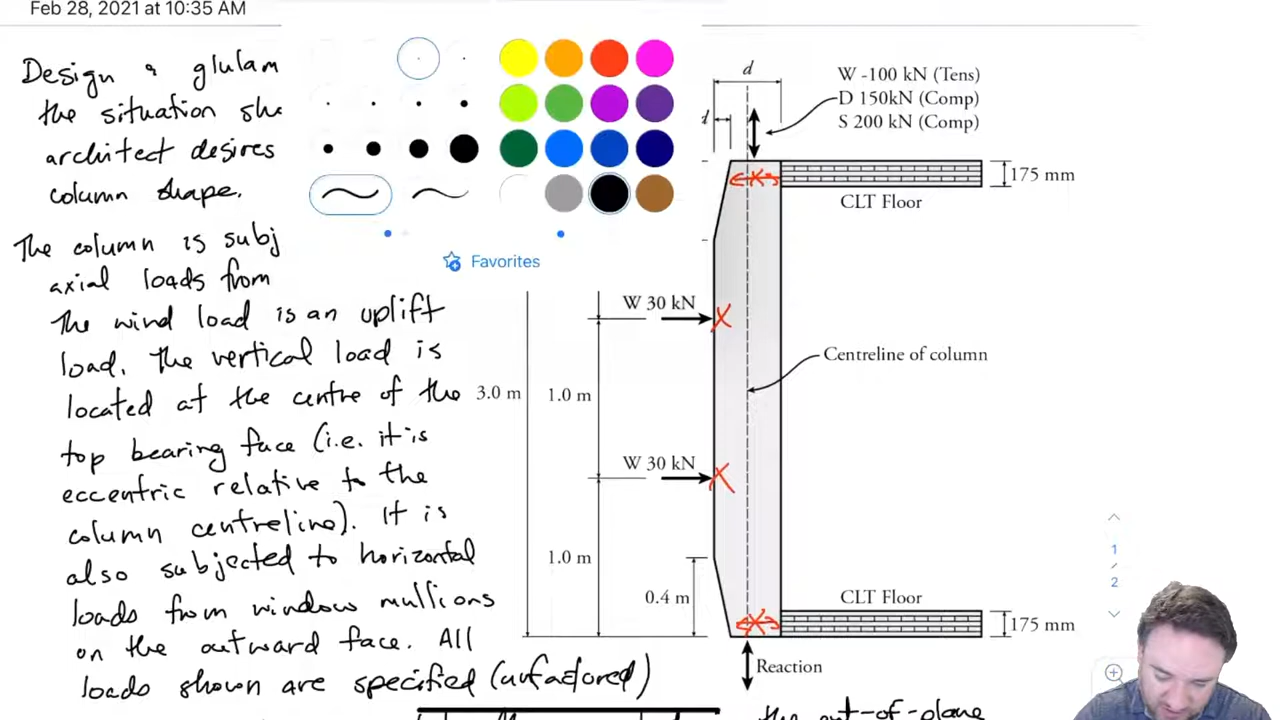 Feb 28, 2021 at 10:35 AM
Design a glulam
the situation
architect desires
column shape.
The column is subj
axial loads from
The wind load is an uplift
load. The vertical load is
located at the centre of the
top bearing face (i.e. it is
eccentric relative to the
column centreline). It is
also subjected to horizontal
loads from window mullions
on the outward face. All
loads shown are specified (unfactored)
Favorites
d
W -100 kN (Tens)
D 150kN (Comp)
S 200 kN (Comp)
175 mm
CLT Floor
W 30 kN
Centreline of column
3.0 m
1.0 m
W 30 kN
1.0 m
0.4 m
CLT Floor
175 mm
Reaction
the out-of-plane
1
2